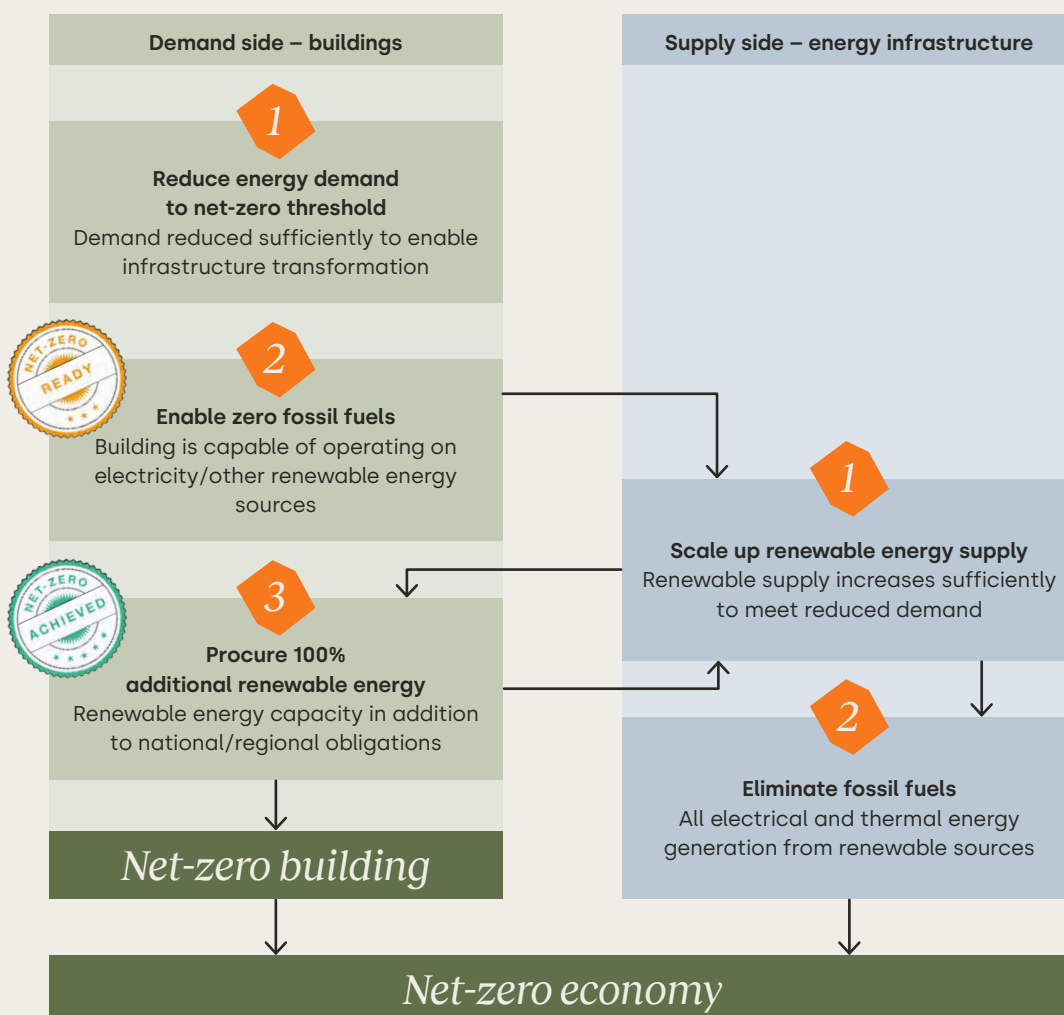 Demand side – buildings
1
Reduce energy demand
to net-zero threshold
Demand reduced sufficiently to enable
infrastructure transformation
NET-ZERO
READY
2
Enable zero fossil fuels
Building is capable of operating on
electricity/other renewable energy
sources
NET-ZERO
ACHIEVED
3
Procure 100%
additional renewable energy
Renewable energy capacity in addition
to national/regional obligations
Net-zero building
Supply side – energy infrastructure
1
Scale up renewable energy supply
Renewable supply increases sufficiently
to meet reduced demand
2
Eliminate fossil fuels
All electrical and thermal energy
generation from renewable sources
Net-zero economy